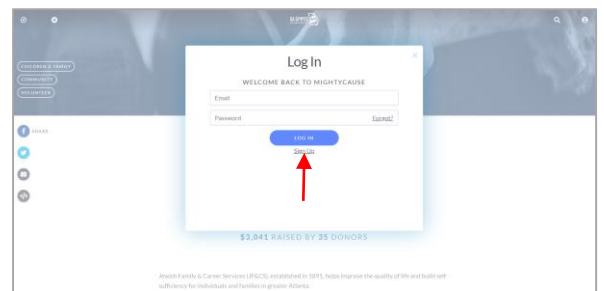 Log In
WELCOME BACK TO MIGHTYCAUSE
CHILDREN & FAMILY
COMMUNITY
VOLUNTEER
Email
Password Forgot?
SHARE
LOG IN
Sign Up
$3,041 RAISED BY 35 DONORS
Jewish Family & Career Services (JF&CS), established in 1891, helps improve the quality of life and build self-
sufficiency for individuals and families in greater Atlanta.